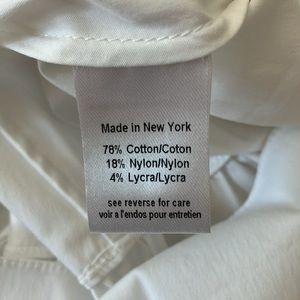 Made in New York
78% Cotton/Coton
18% Nylon/Nylon
4% Lycra/Lycra
see reverse for care
voir a l'endos pour entretien